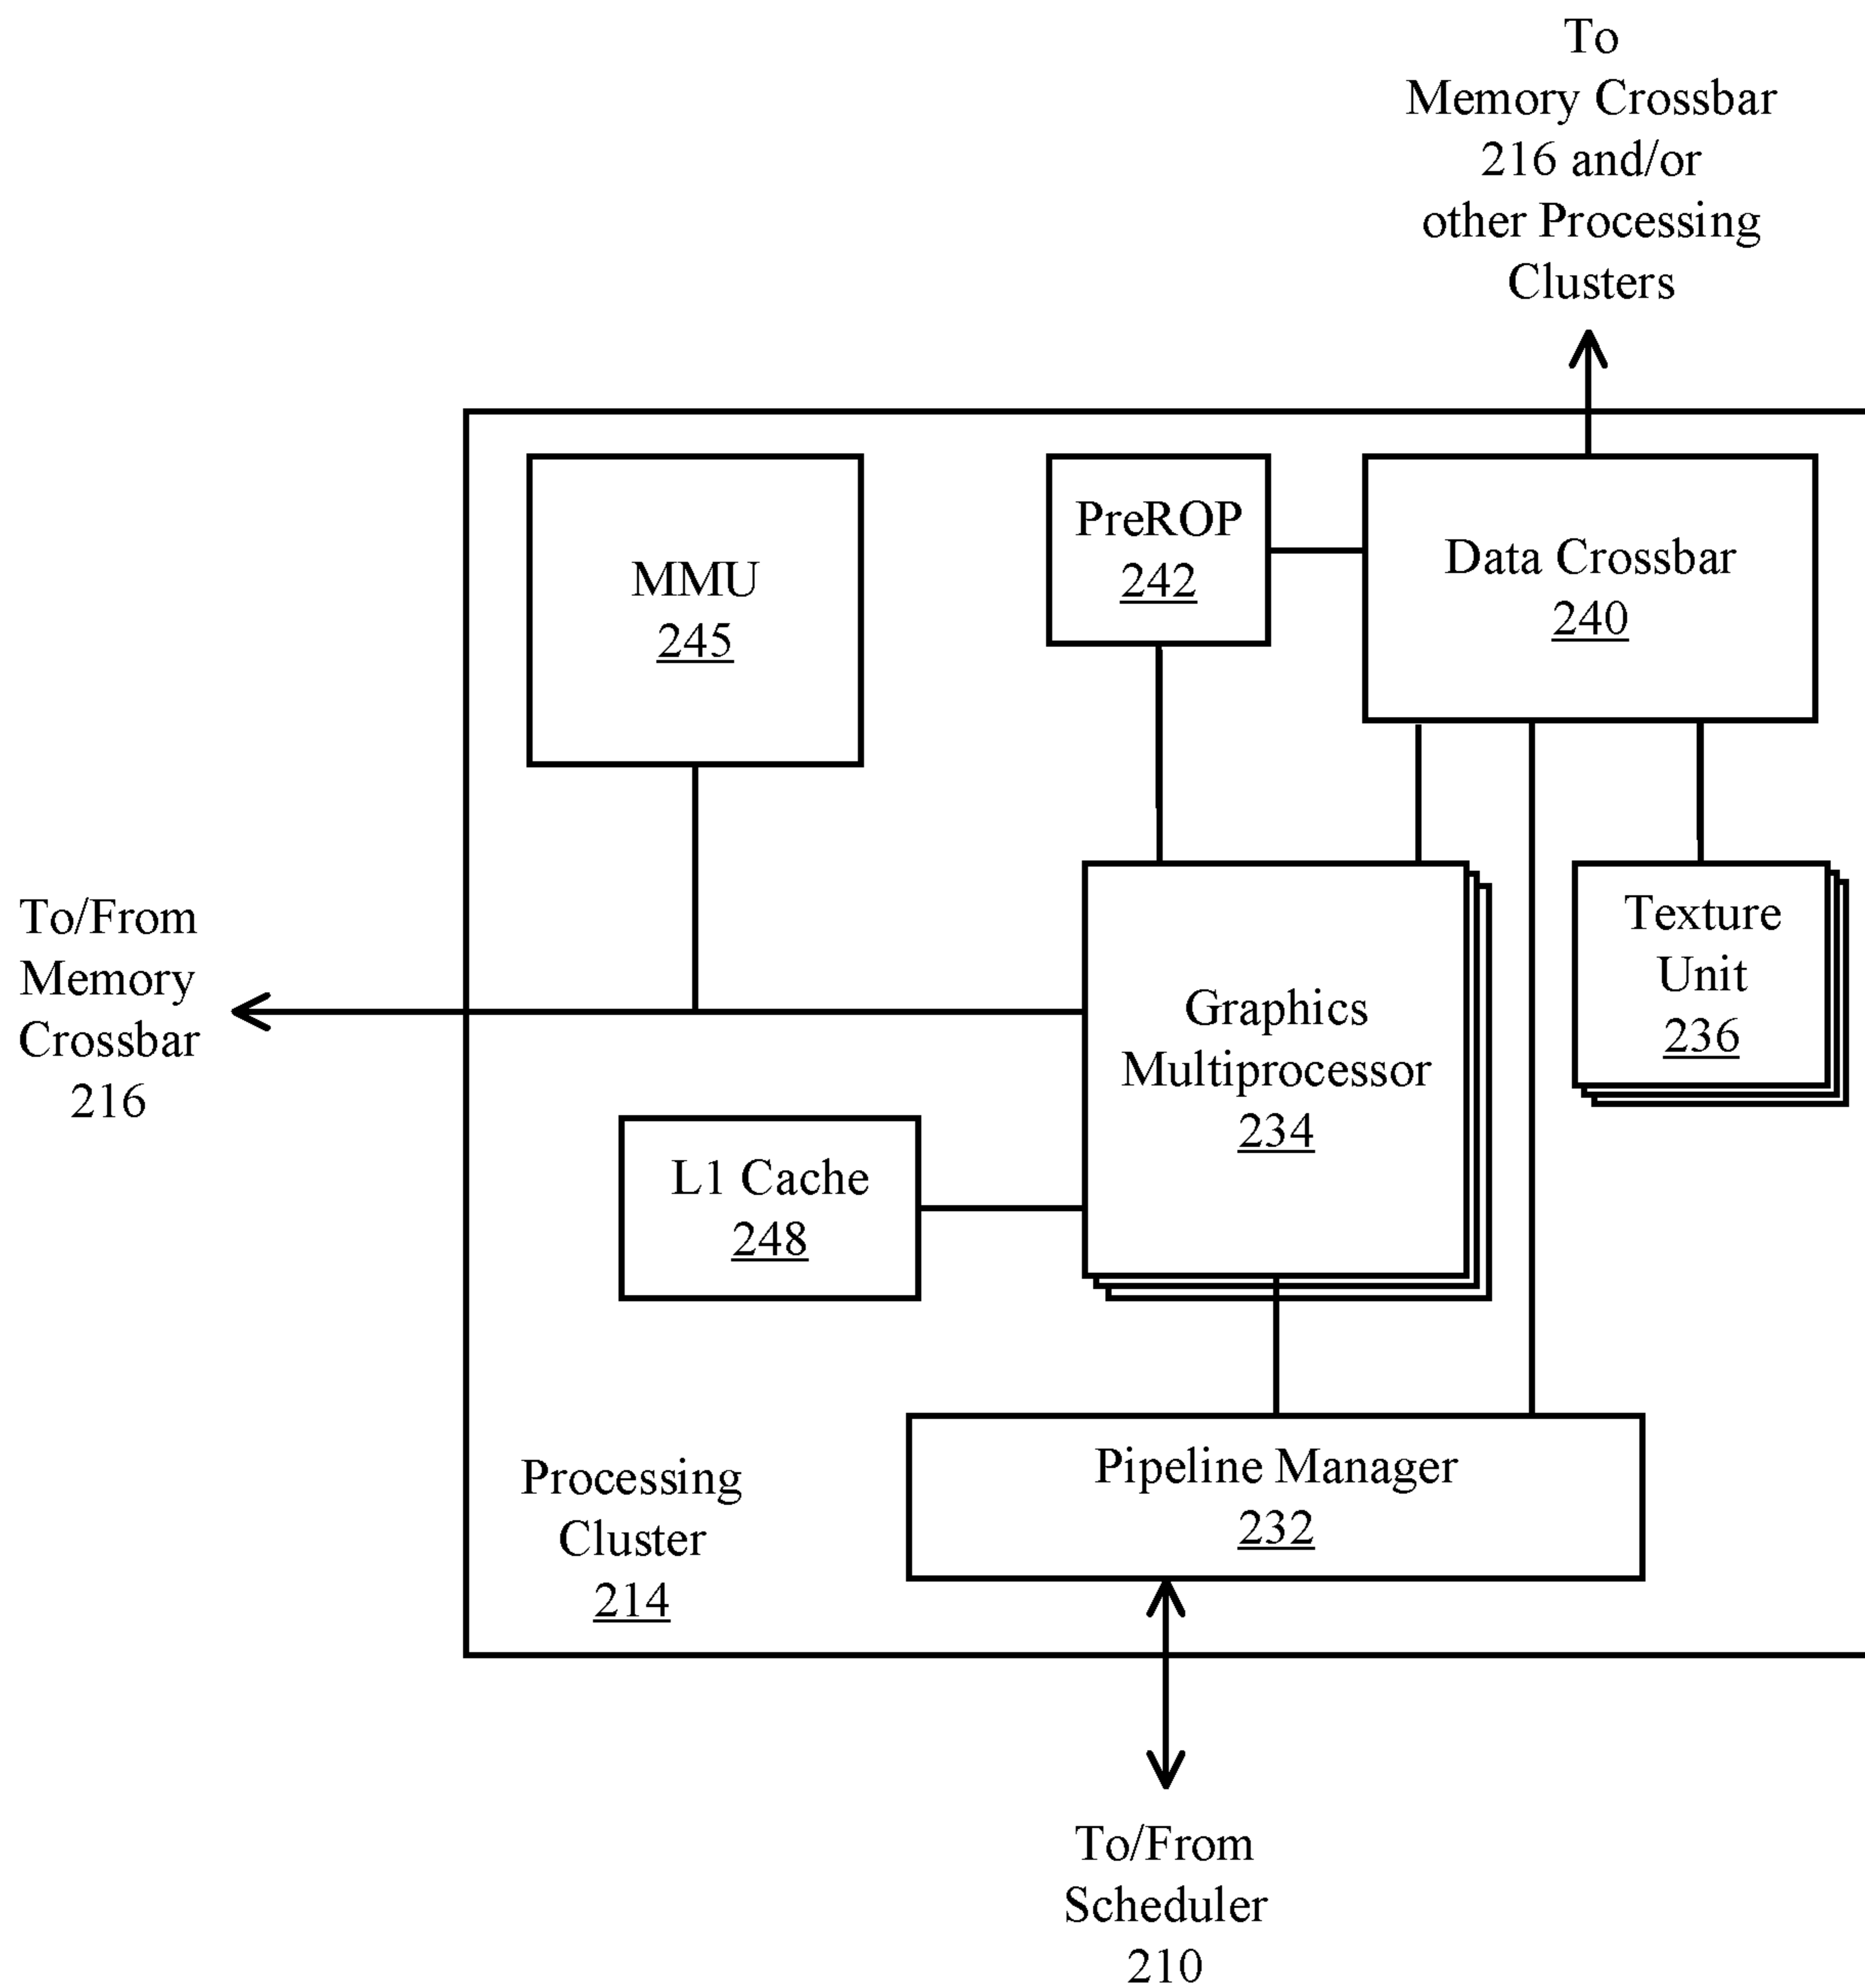 To
Memory Crossbar
216 and/or
other Processing
Clusters
MMU
245
PreROP
242
Data Crossbar
240
To/From
Memory
Crossbar
216
Graphics
Multiprocessor
234
Texture
Unit
236
L1 Cache
248
Processing
Cluster
214
Pipeline Manager
232
To/From
Scheduler
210